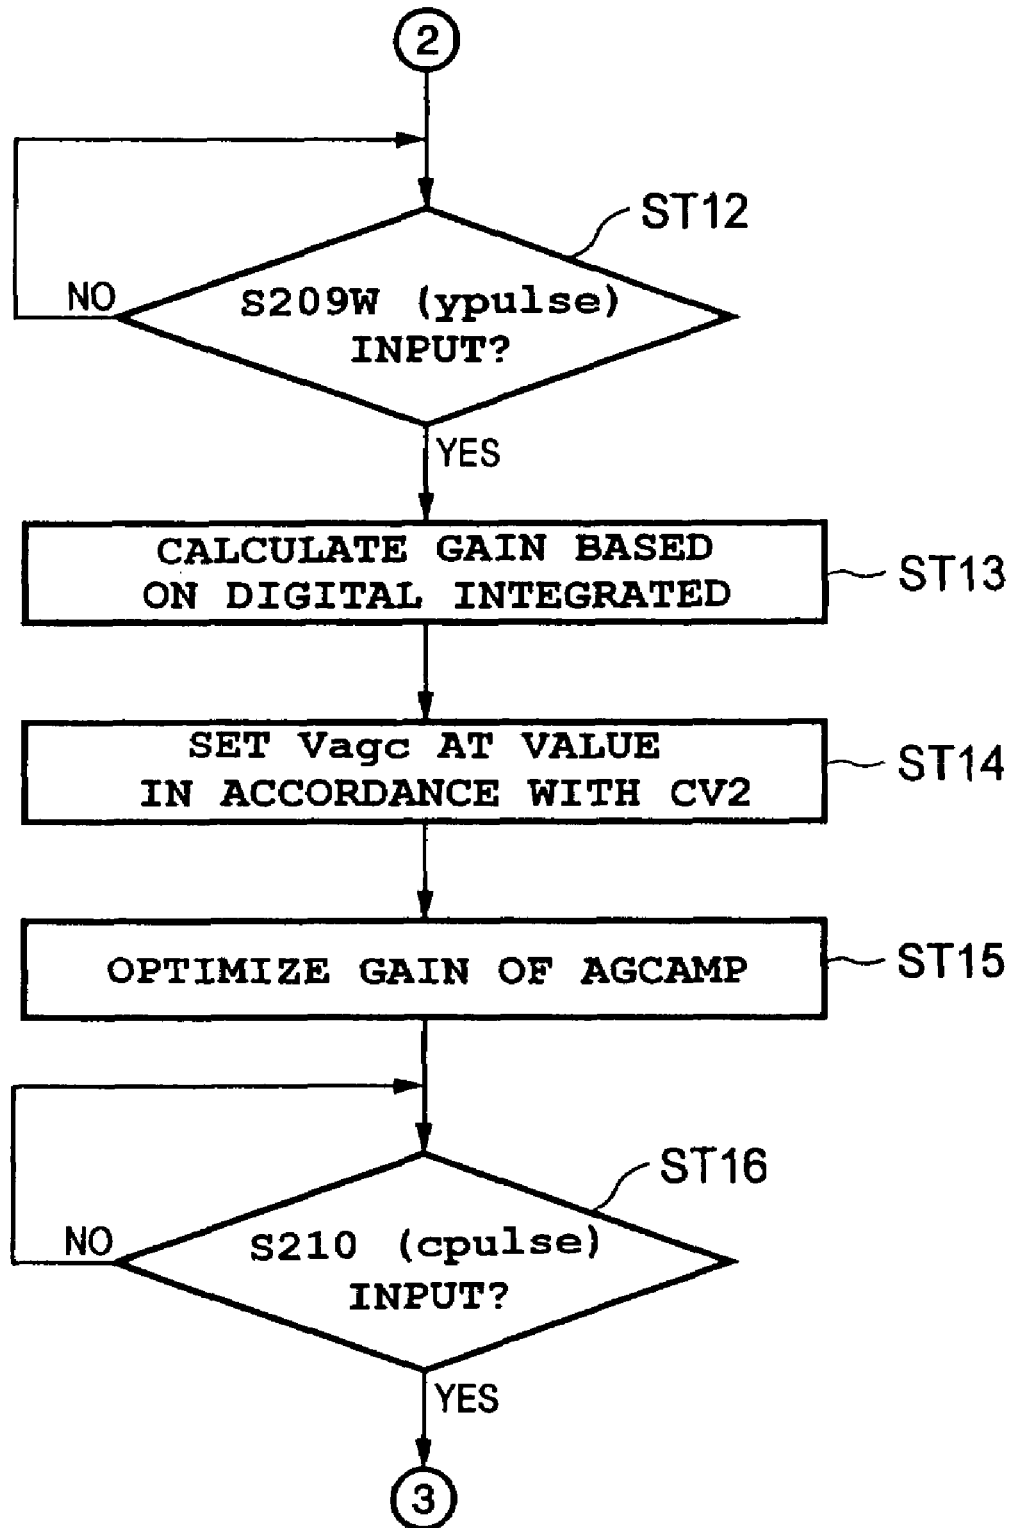 2
ST12
NO
S209W (ypulse)
INPUT?
YES
CALCULATE GAIN BASED
ON DIGITAL INTEGRATED
ST13
SET Vagc AT VALUE
IN ACCORDANCE WITH CV2
ST14
OPTIMIZE GAIN OF AGCAMP
ST15
ST16
NO
S210 (cpulse)
INPUT?
YES
3